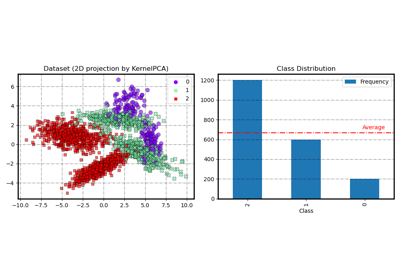 Dataset (2D projection by KernelPCA)
0
1
2
6
4
2
0
−2
−4
−10.0 −7.5 −5.0 −2.5 0.0 2.5 5.0 7.5 10.0
Class Distribution
Frequency
Average
1200
1000
800
600
400
200
0
2 1 0
Class